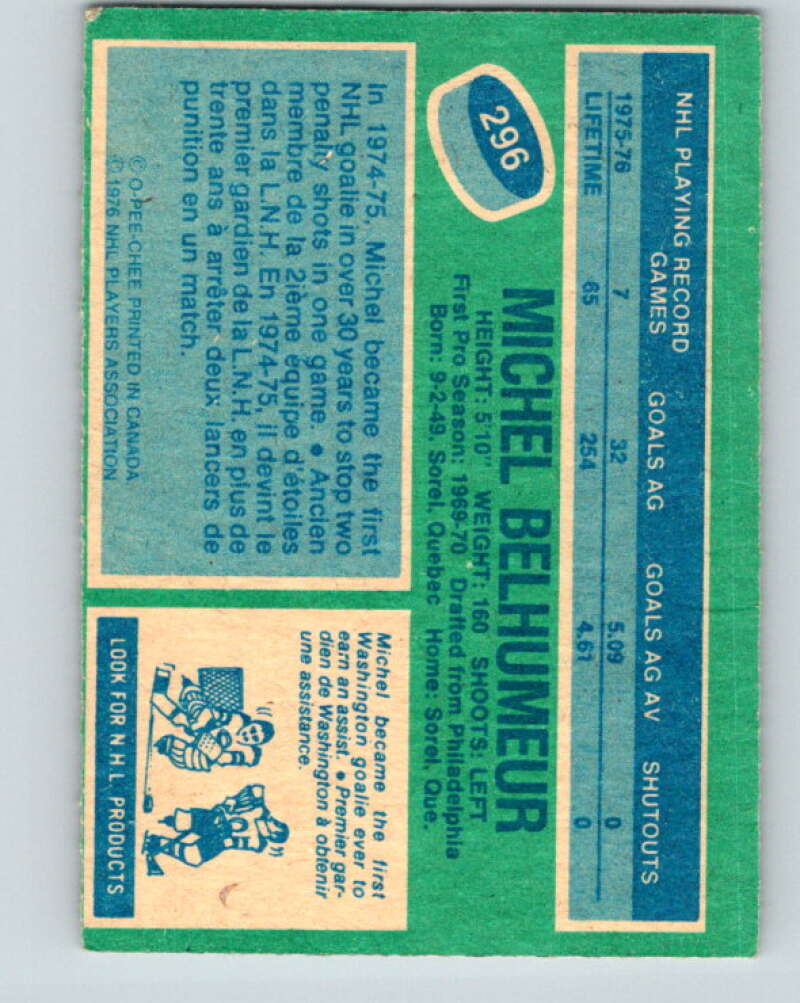 296
MICHEL BELHUMEUR
HEIGHT: 5'10" WEIGHT: 160 SHOOTS: LEFT
First Pro Season: 1969-70 Drafted from Philadelphia
Born: 9-2-49, Sorel, Quebec Home: Sorel, Que.
NHL PLAYING RECORD
GAMES GOALS AG GOALS AG AV SHUTOUTS
1975-76 7 32 5.09 0
LIFETIME 65 254 4.61 0
In 1974-75, Michel became the first
NHL goalie in over 30 years to stop two
penalty shots in one game. • Ancien
membre de la 2ième équipe d'étoiles
dans la L.N.H. En 1974-75, il devint le
premier gardien de la L.N.H. en plus de
trente ans à arrêter deux lancers de
punition en un match.
© O-PEE-CHEE PRINTED IN CANADA
© 1976 NHL PLAYERS ASSOCIATION
Michel became the first
Washington goalie ever to
earn an assist. • Premier gar-
dien de Washington à obtenir
une assistance.
LOOK FOR N.H.L. PRODUCTS